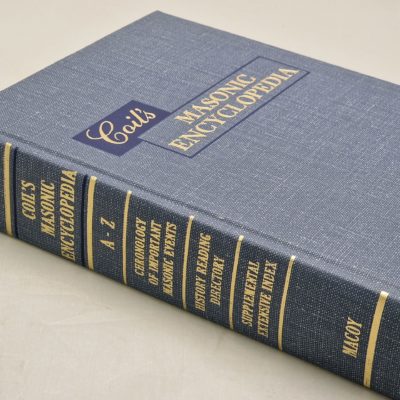 Coil's
MASONIC
ENCYCLOPEDIA
COIL'S
MASONIC
ENCYCLOPEDIA
A - Z
CHRONOLOGY
OF IMPORTANT
MASONIC EVENTS
HISTORY READING
DIRECTORY
SUPPLEMENTAL
EXTENSIVE INDEX
MACOY